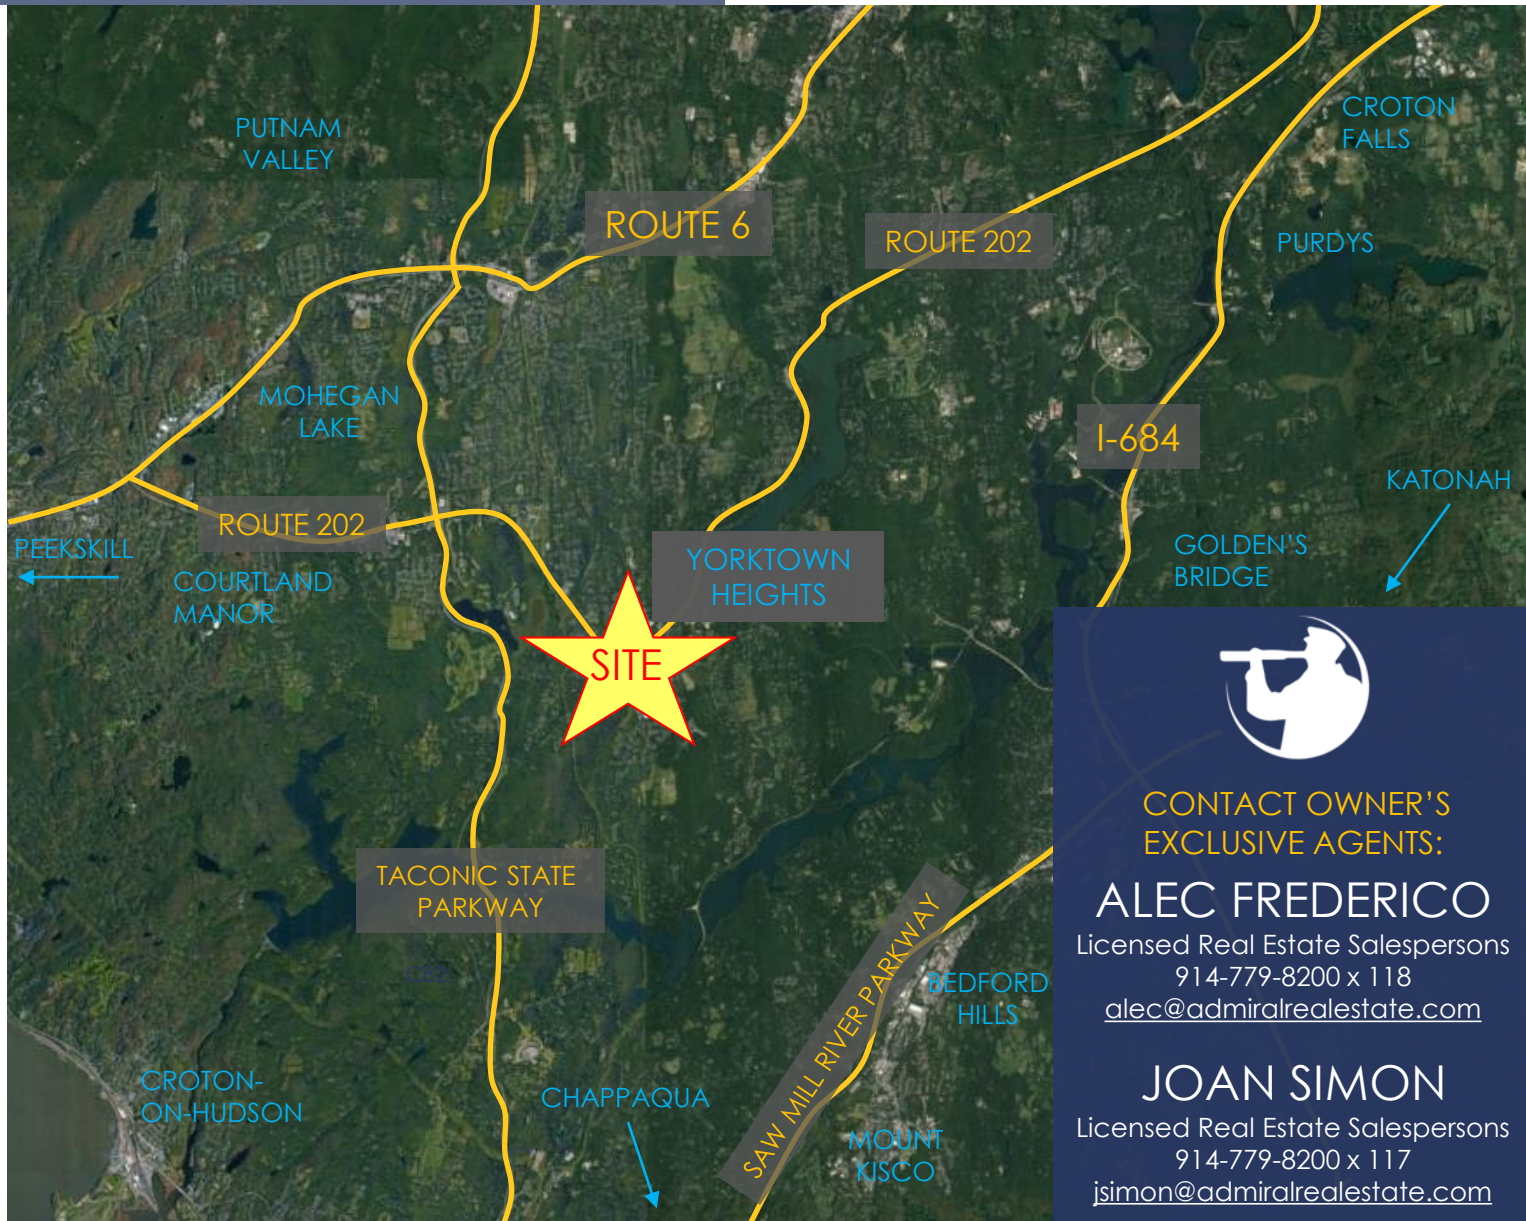 PUTNAM
VALLEY
CROTON
FALLS
ROUTE 6
ROUTE 202
PURDYS
MOHEGAN
LAKE
I-684
KATONAH
ROUTE 202
PEEKSKILL
COURTLAND
MANOR
YORKTOWN
HEIGHTS
GOLDEN'S
BRIDGE
SITE
TACONIC STATE
PARKWAY
SAW MILL RIVER PARKWAY
BEDFORD
HILLS
CROTON-
ON-HUDSON
CHAPPAQUA
MOUNT
KISCO
CONTACT OWNER'S
EXCLUSIVE AGENTS:
ALEC FREDERICO
Licensed Real Estate Salespersons
914-779-8200 x 118
alec@admiralrealestate.com
JOAN SIMON
Licensed Real Estate Salespersons
914-779-8200 x 117
jsimon@admiralrealestate.com